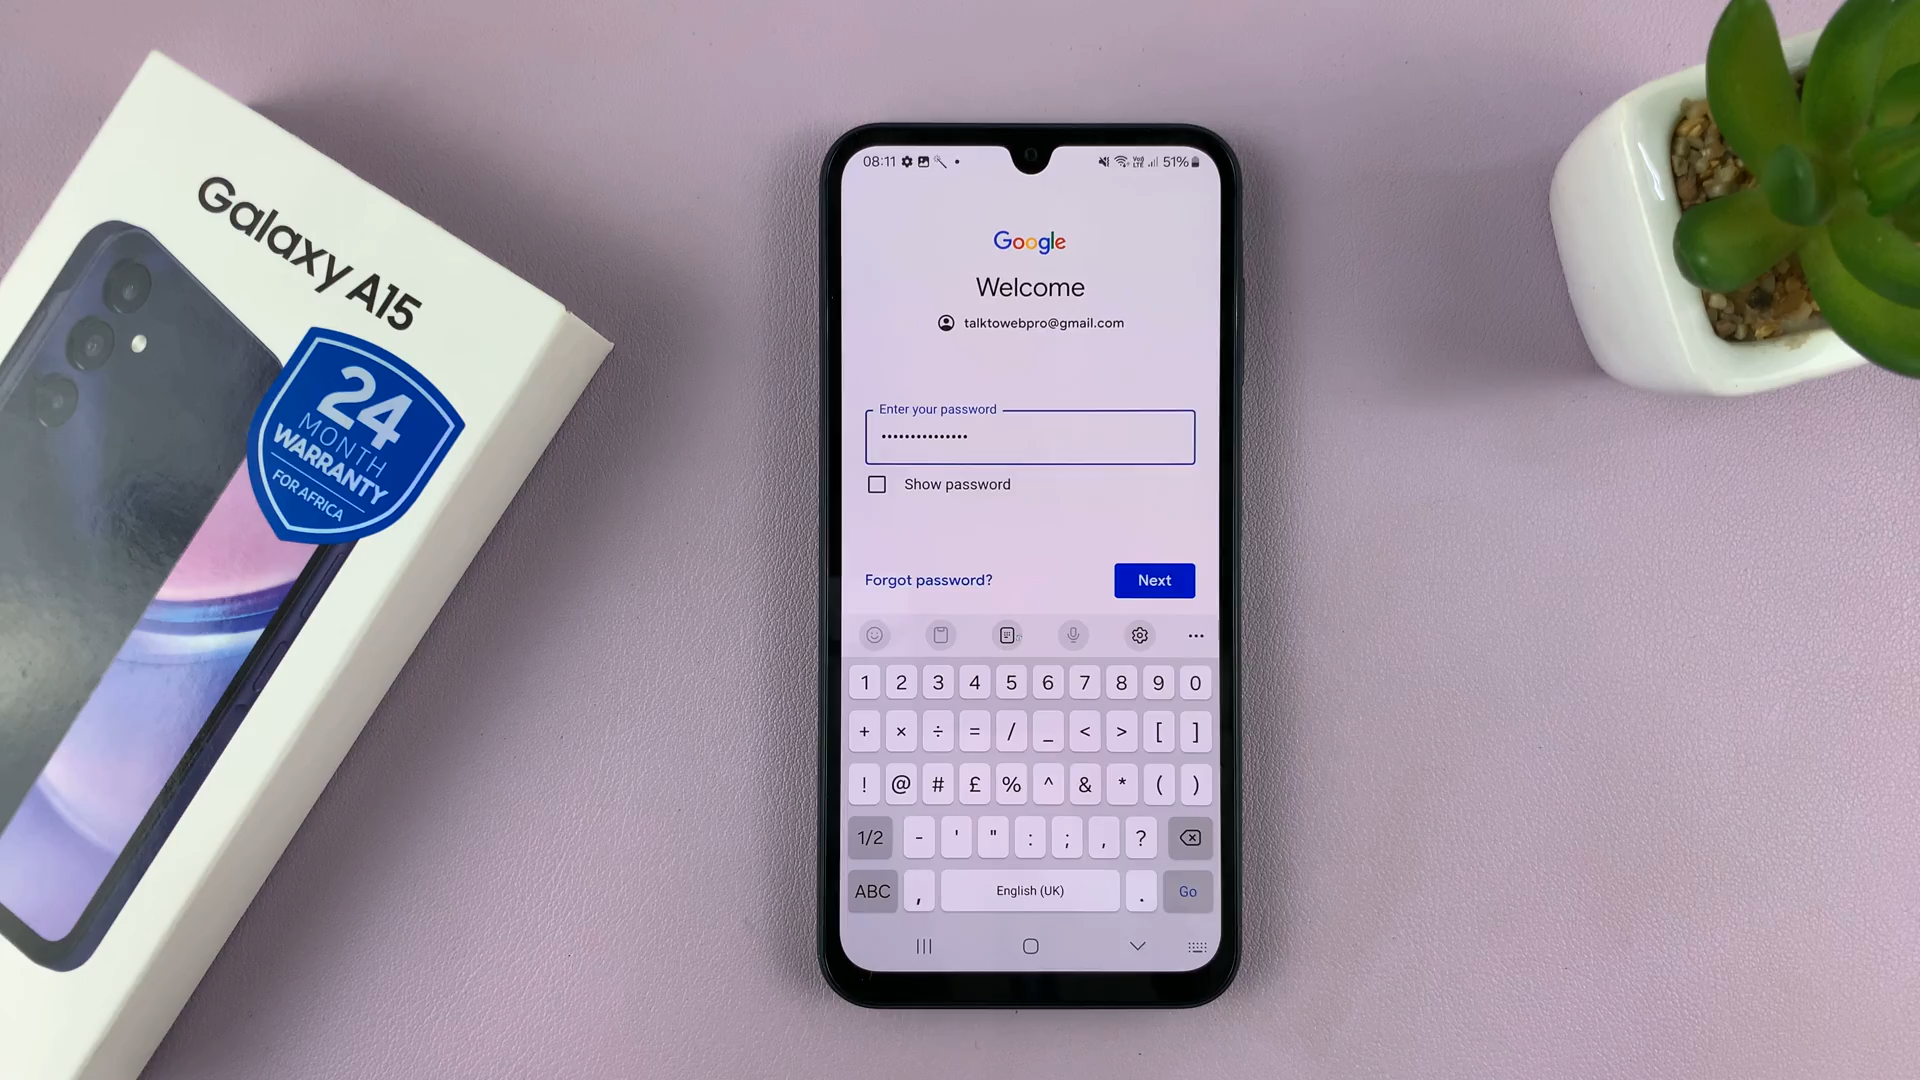 Galaxy A15
24
MONTH
WARRANTY
FOR AFRICA
08:11
51%
Google
Welcome
talktowebpro@gmail.com
Enter your password
•••••••••••••••
Show password
Forgot password?
Next
1 2 3 4 5 6 7 8 9 0
+ × ÷ = / _ < > [ ]
! @ # £ % ^ & * ( )
1/2 - ' " : ; , ?
ABC , English (UK) . Go